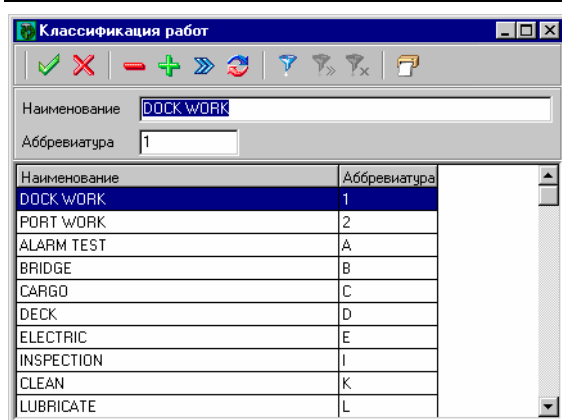 Классификация работ
Наименование DOCK WORK
Аббревиатура 1
Наименование Аббревиатура
DOCK WORK 1
PORT WORK 2
ALARM TEST A
BRIDGE B
CARGO C
DECK D
ELECTRIC E
INSPECTION I
CLEAN K
LUBRICATE L